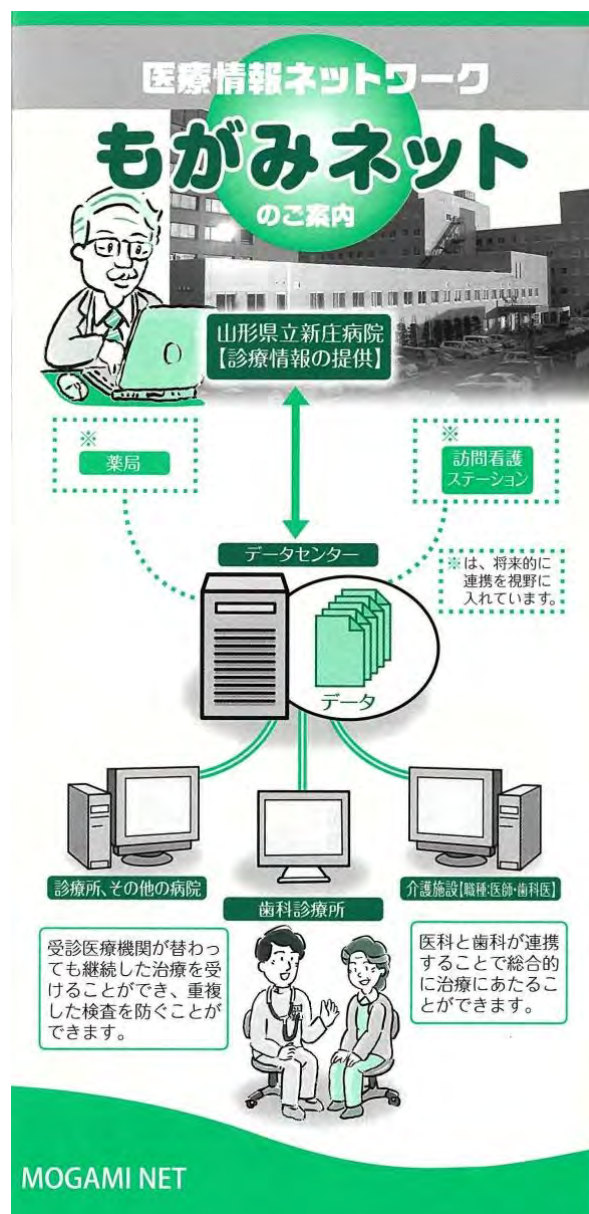 医療情報ネットワーク
もがみネット
のご案内
山形県立新庄病院
【診療情報の提供】
※
薬局
※
訪問看護
ステーション
データセンター
※は、将来的に
連携を視野に
入れています。
データ
診療所、その他の病院
歯科診療所
介護施設【職種:医師・歯科医】
受診医療機関が替わっ
ても継続した治療を受
けることができ、重複
した検査を防ぐことが
できます。
医科と歯科が連携
することで総合的
に治療にあたるこ
とができます。
MOGAMI NET